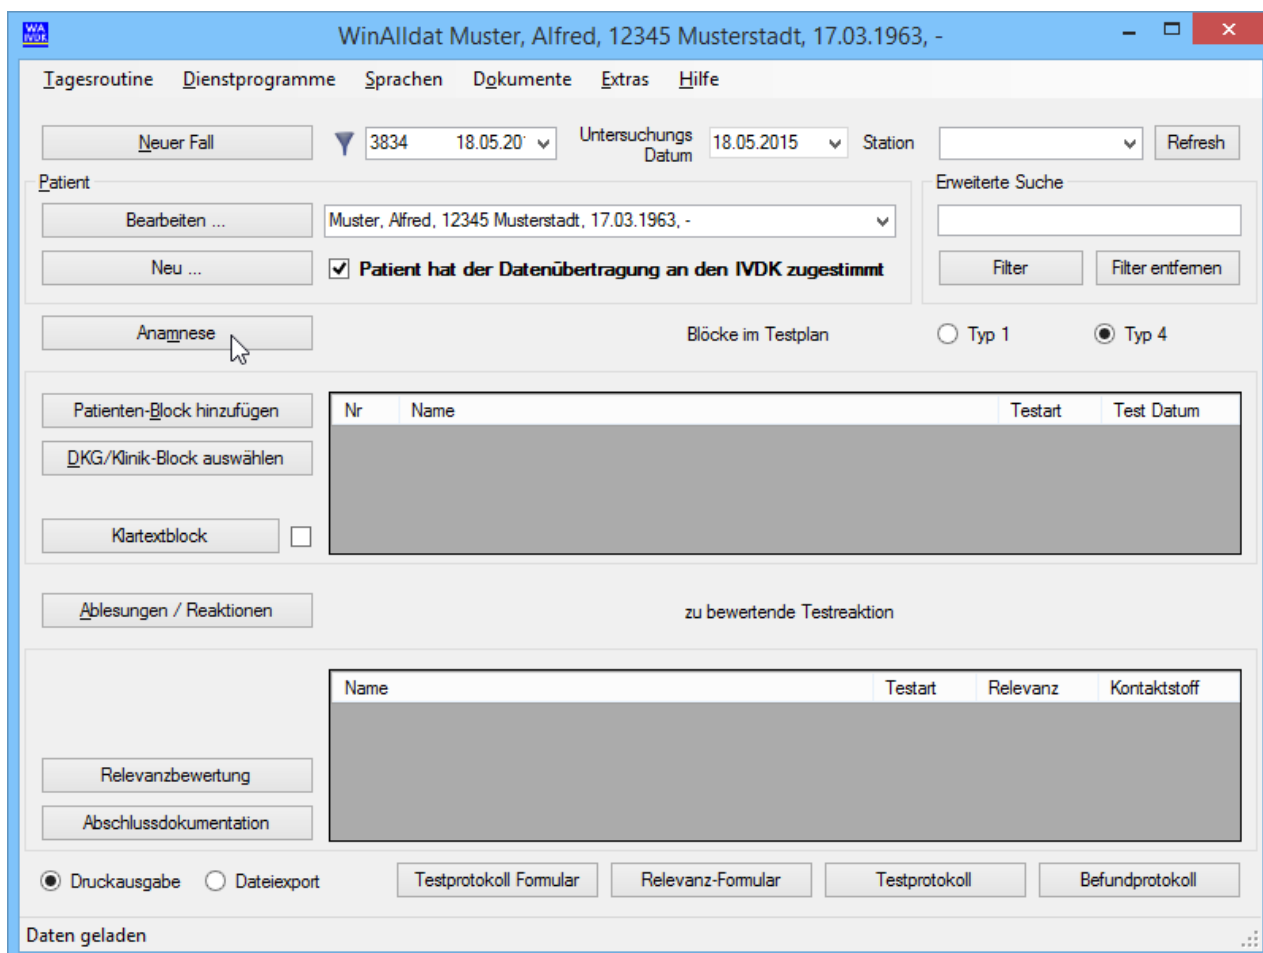 WA
IVDK
WinAlldat Muster, Alfred, 12345 Musterstadt, 17.03.1963, -
Tagesroutine Dienstprogramme Sprachen Dokumente Extras Hilfe
Neuer Fall 3834 18.05.20 Untersuchungs Datum 18.05.2015 Station Refresh
Patient Erweiterte Suche
Bearbeiten ... Muster, Alfred, 12345 Musterstadt, 17.03.1963, -
Neu ... Patient hat der Datenübertragung an den IVDK zugestimmt Filter Filter entfernen
Anamnese Blöcke im Testplan Typ 1 Typ 4
Patienten-Block hinzufügen Nr Name Testart Test Datum
DKG/Klinik-Block auswählen
Klartextblock
Ablesungen / Reaktionen zu bewertende Testreaktion
Name Testart Relevanz Kontaktstoff
Relevanzbewertung
Abschlussdokumentation
Druckausgabe Dateiexport Testprotokoll Formular Relevanz-Formular Testprotokoll Befundprotokoll
Daten geladen